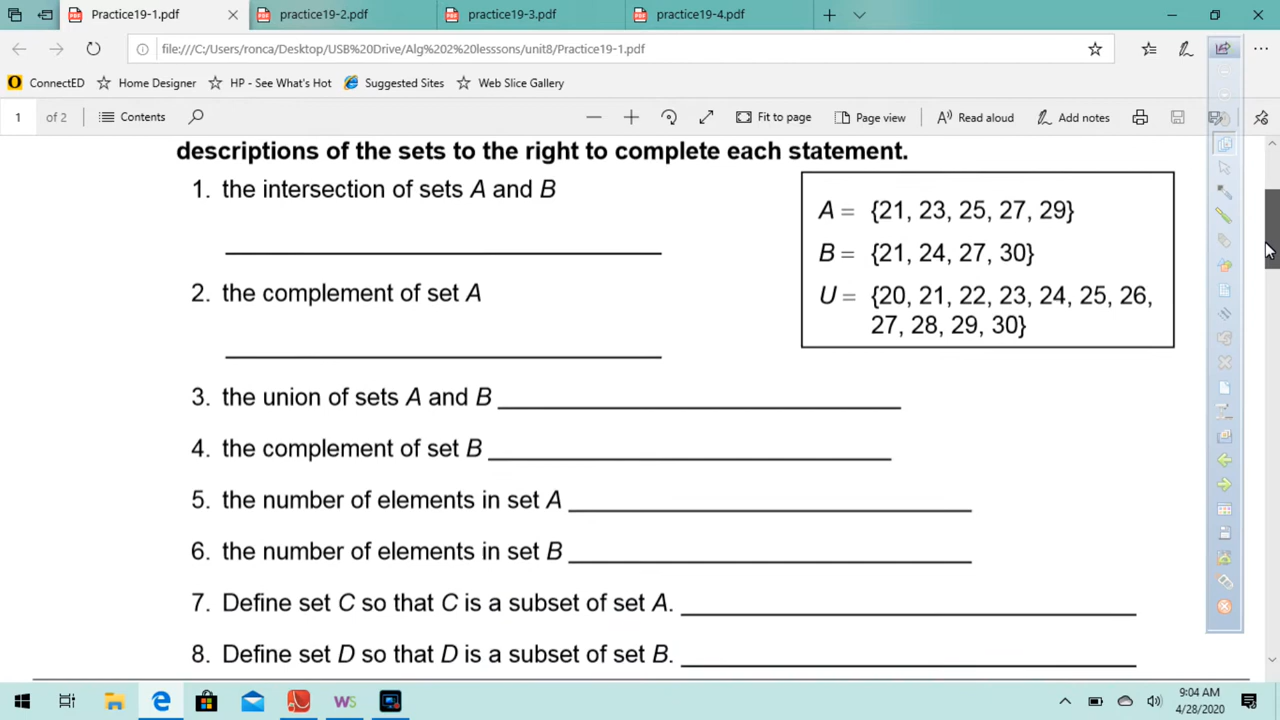 Practice19-1.pdf
practice19-2.pdf
practice19-3.pdf
practice19-4.pdf
file:///C:/Users/ronca/Desktop/USB%20Drive/Alg%202%20lesssons/unit8/Practice19-1.pdf
ConnectED Home Designer HP - See What's Hot Suggested Sites Web Slice Gallery
1 of 2 Contents Fit to page Page view Read aloud Add notes
descriptions of the sets to the right to complete each statement.
1. the intersection of sets A and B
A = {21, 23, 25, 27, 29}
B = {21, 24, 27, 30}
U = {20, 21, 22, 23, 24, 25, 26,
27, 28, 29, 30}
2. the complement of set A
3. the union of sets A and B
4. the complement of set B
5. the number of elements in set A
6. the number of elements in set B
7. Define set C so that C is a subset of set A.
8. Define set D so that D is a subset of set B.
9:04 AM
4/28/2020